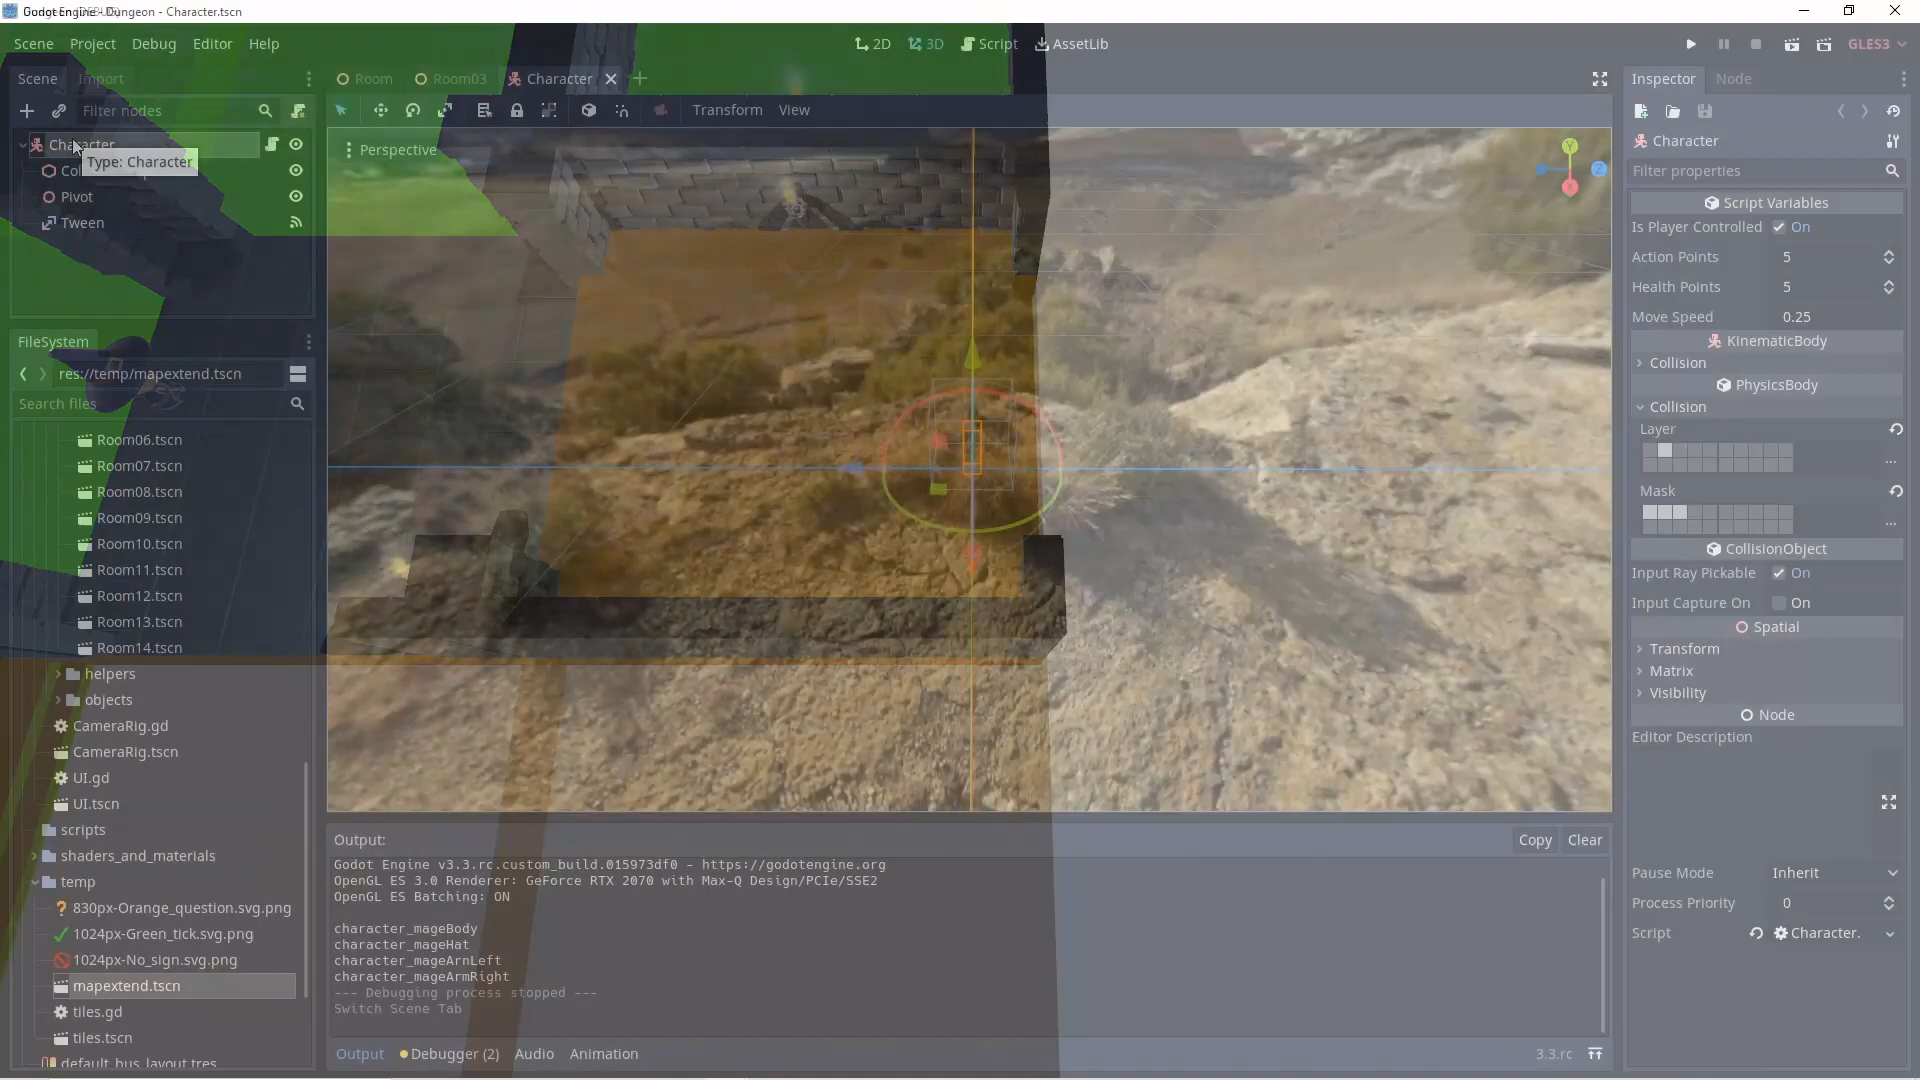 Godot Engine - Dungeon - Character.tscn
Scene Project Debug Editor Help
2D 3D Script AssetLib
GLES3
Scene Import
Room Room03 Character
Inspector Node
Filter nodes
Transform View
Character
Type: Character
Pivot
Tween
Perspective
FileSystem
res://temp/mapextend.tscn
Search files
Room06.tscn
Room07.tscn
Room08.tscn
Room09.tscn
Room10.tscn
Room11.tscn
Room12.tscn
Room13.tscn
Room14.tscn
helpers
objects
CameraRig.gd
CameraRig.tscn
UI.gd
UI.tscn
scripts
shaders_and_materials
temp
830px-Orange_question.svg.png
1024px-Green_tick.svg.png
1024px-No_sign.svg.png
mapextend.tscn
tiles.gd
tiles.tscn
default_bus_layout.tres
Output:
Copy Clear
Godot Engine v3.3.rc.custom_build.015973df0 - https://godotengine.org
OpenGL ES 3.0 Renderer: GeForce RTX 2070 with Max-Q Design/PCIe/SSE2
OpenGL ES Batching: ON
character_mageBody
character_mageHat
character_mageArnLeft
character_mageArmRight
--- Debugging process stopped ---
Switch Scene Tab
Output Debugger (2) Audio Animation
3.3.rc
Character
Filter properties
Script Variables
Is Player Controlled On
Action Points 5
Health Points 5
Move Speed 0.25
KinematicBody
Collision
PhysicsBody
Collision
Layer
Mask
CollisionObject
Input Ray Pickable On
Input Capture On On
Spatial
Transform
Matrix
Visibility
Node
Editor Description
Pause Mode Inherit
Process Priority 0
Script Character.